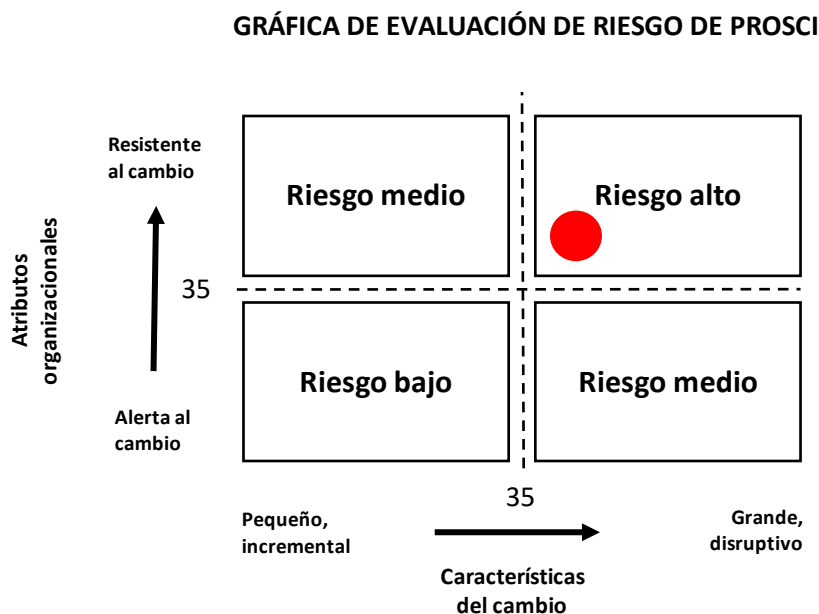 GRÁFICA DE EVALUACIÓN DE RIESGO DE PROSCI
Resistente
al cambio
Riesgo medio
Riesgo alto
Atributos
organizacionales
35
Riesgo bajo
Riesgo medio
Alerta al
cambio
35
Pequeño,
incremental
Grande,
disruptivo
Características
del cambio